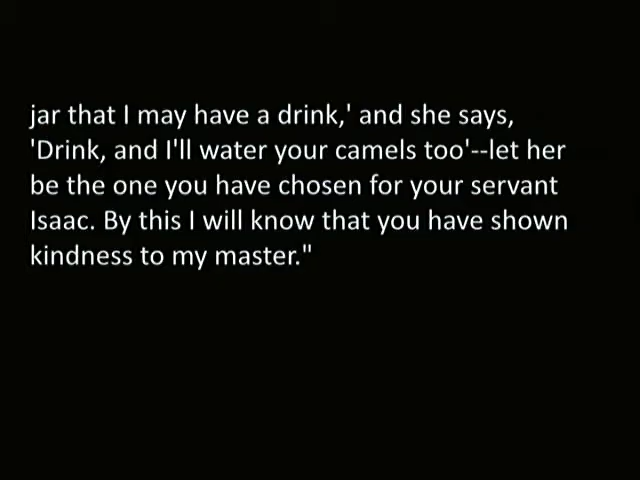 jar that I may have a drink,' and she says,
'Drink, and I'll water your camels too'--let her
be the one you have chosen for your servant
Isaac. By this I will know that you have shown
kindness to my master."